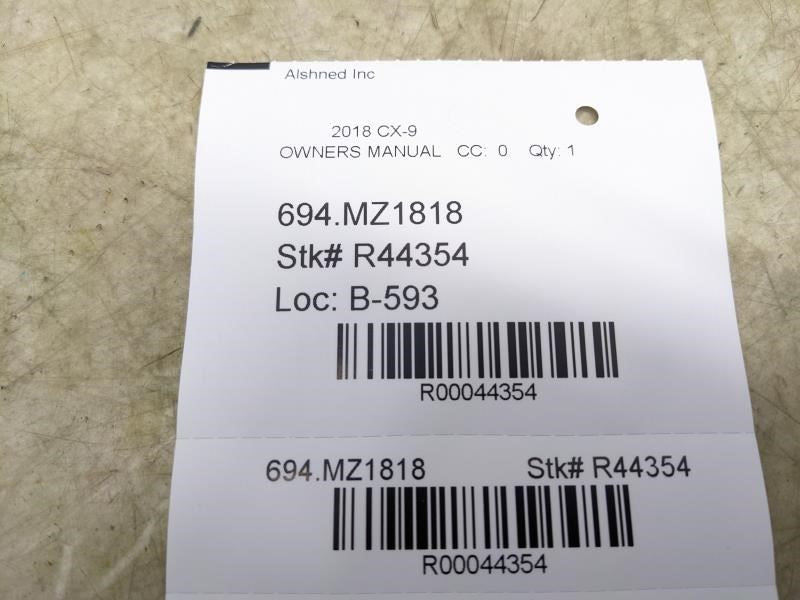 Alshned Inc
2018 CX-9
OWNERS MANUAL CC: 0 Qty: 1
694.MZ1818
Stk# R44354
Loc: B-593
R00044354
694.MZ1818 Stk# R44354
R00044354